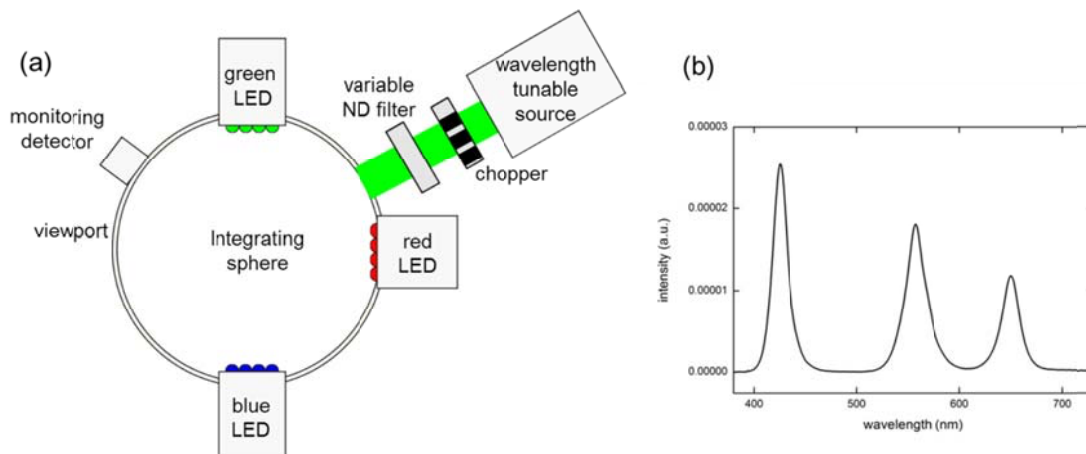 (a)
green
LED
variable
ND filter
wavelength
tunable
source
monitoring
detector
chopper
viewport
Integrating
sphere
red
LED
blue
LED
(b)
0.00003
0.00002
0.00001
0.00000
intensity (a.u.)
400 500 600 700
wavelength (nm)